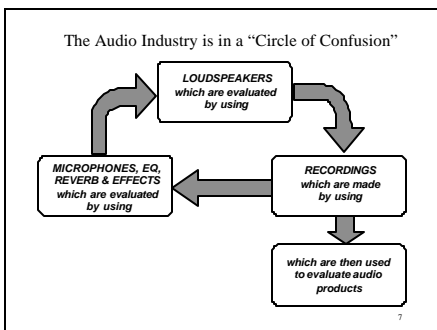 The Audio Industry is in a “Circle of Confusion”
LOUDSPEAKERS
which are evaluated
by using
MICROPHONES, EQ,
REVERB & EFFECTS
which are evaluated
by using
RECORDINGS
which are made
by using
which are then used
to evaluate audio
products
7